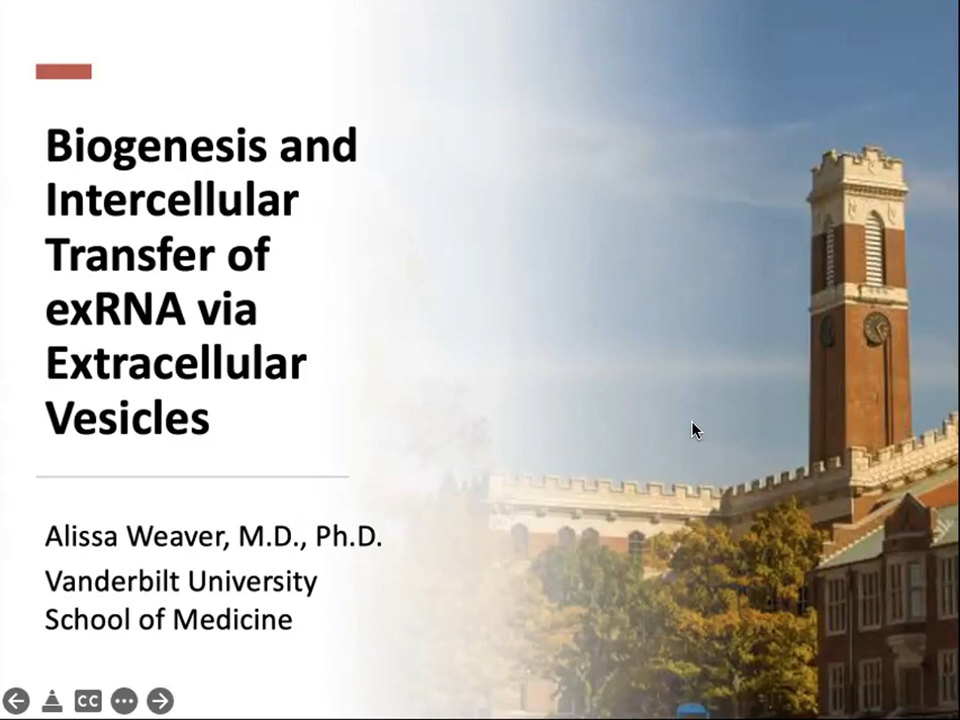 Biogenesis and
Intercellular
Transfer of
exRNA via
Extracellular
Vesicles
Alissa Weaver, M.D., Ph.D.
Vanderbilt University
School of Medicine
CC